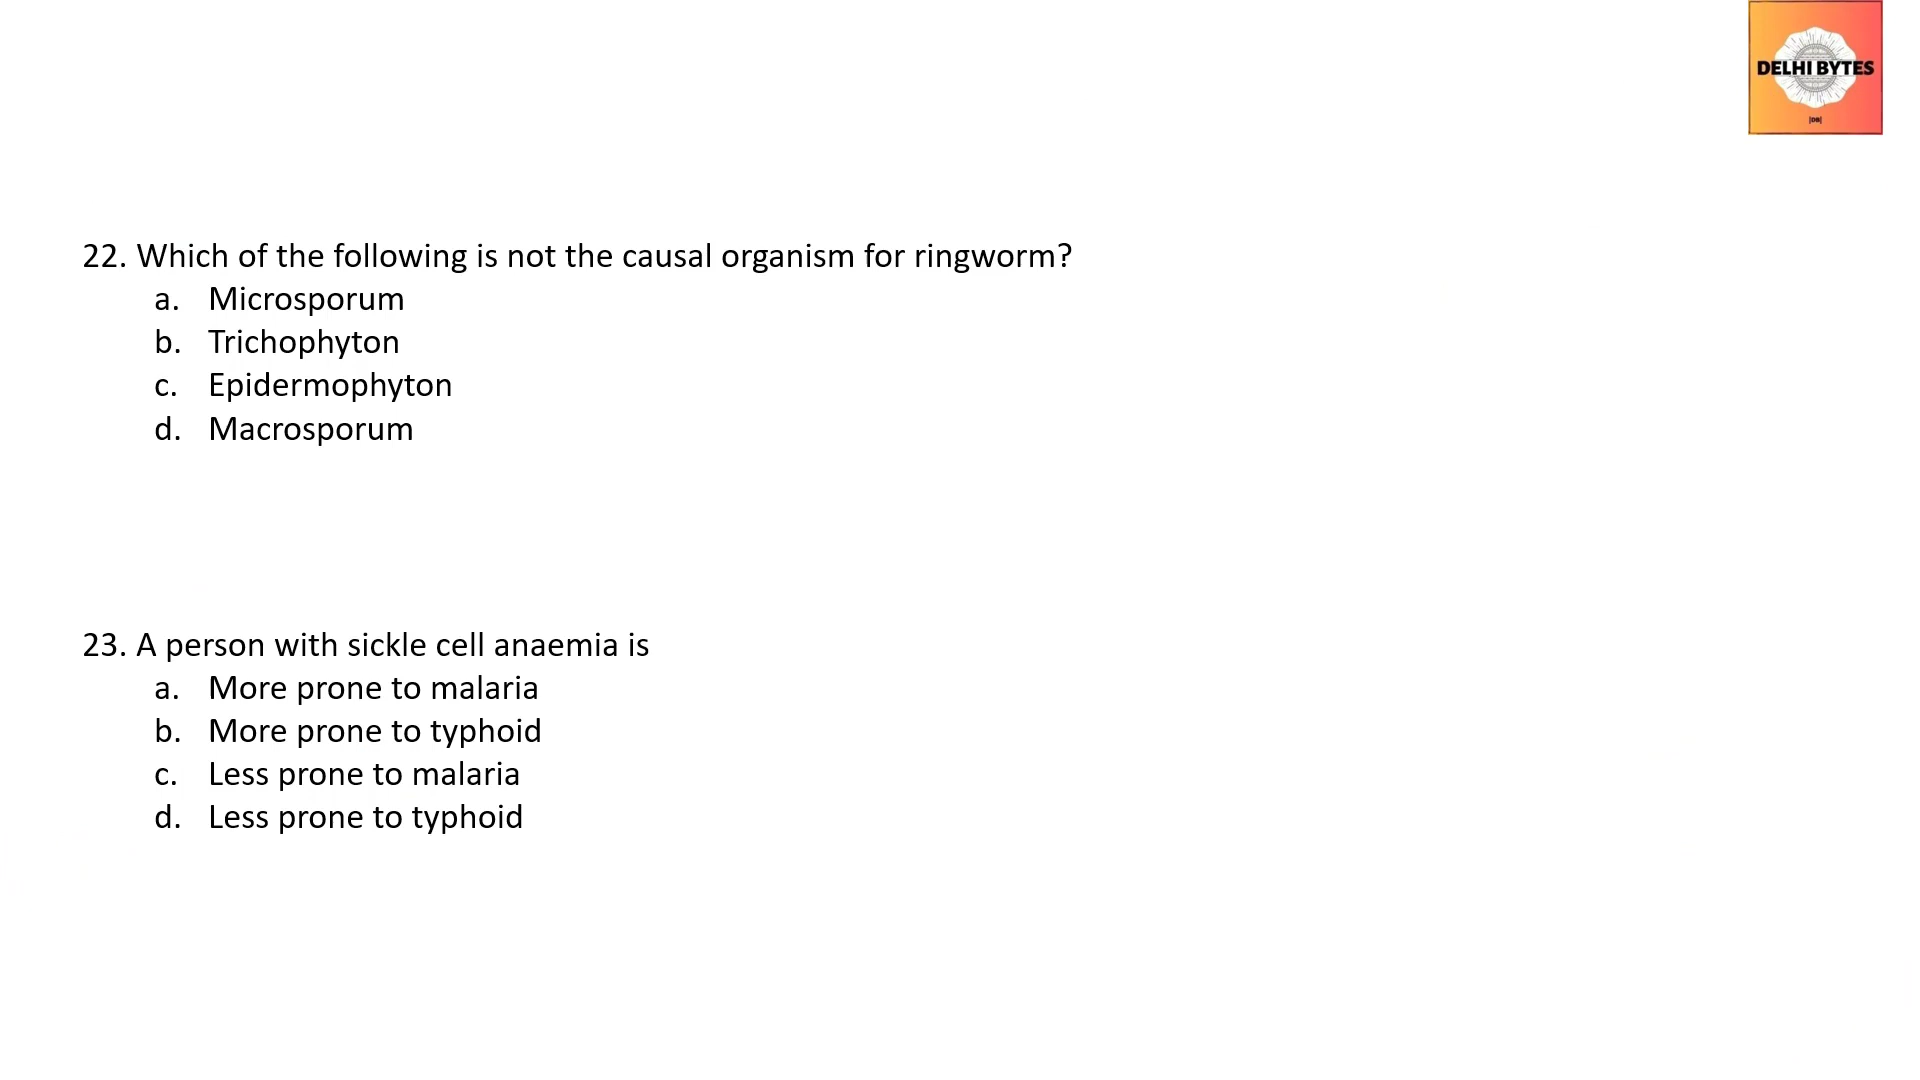 DELHI BYTES
|DB|
22. Which of the following is not the causal organism for ringworm?
a. Microsporum
b. Trichophyton
c. Epidermophyton
d. Macrosporum
23. A person with sickle cell anaemia is
a. More prone to malaria
b. More prone to typhoid
c. Less prone to malaria
d. Less prone to typhoid